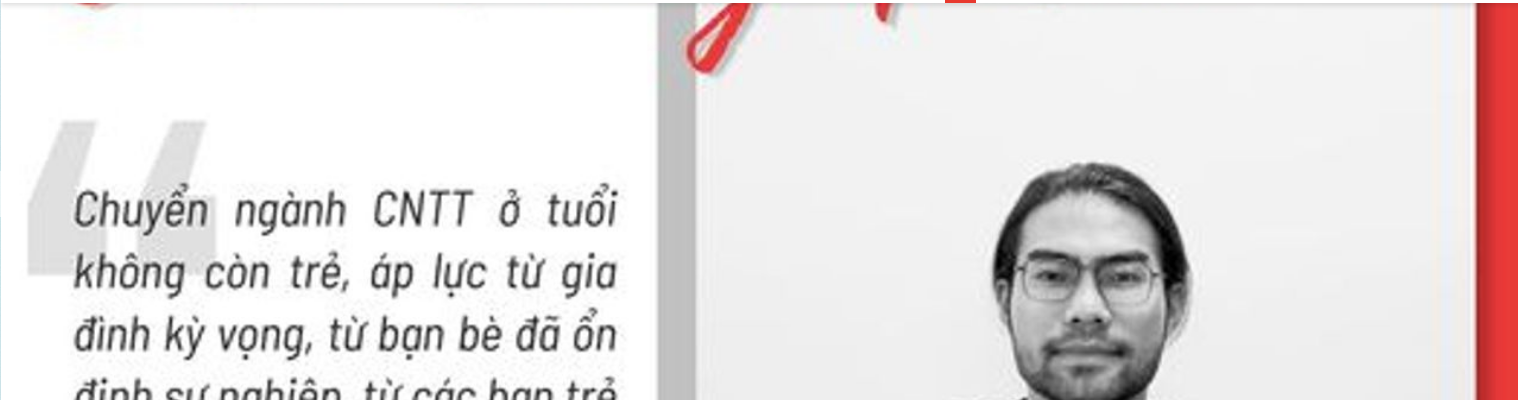 Chuyển ngành CNTT ở tuổi
không còn trẻ, áp lực từ gia
đình kỳ vọng, từ bạn bè đã ổn
định sự nghiệp, từ các bạn trẻ